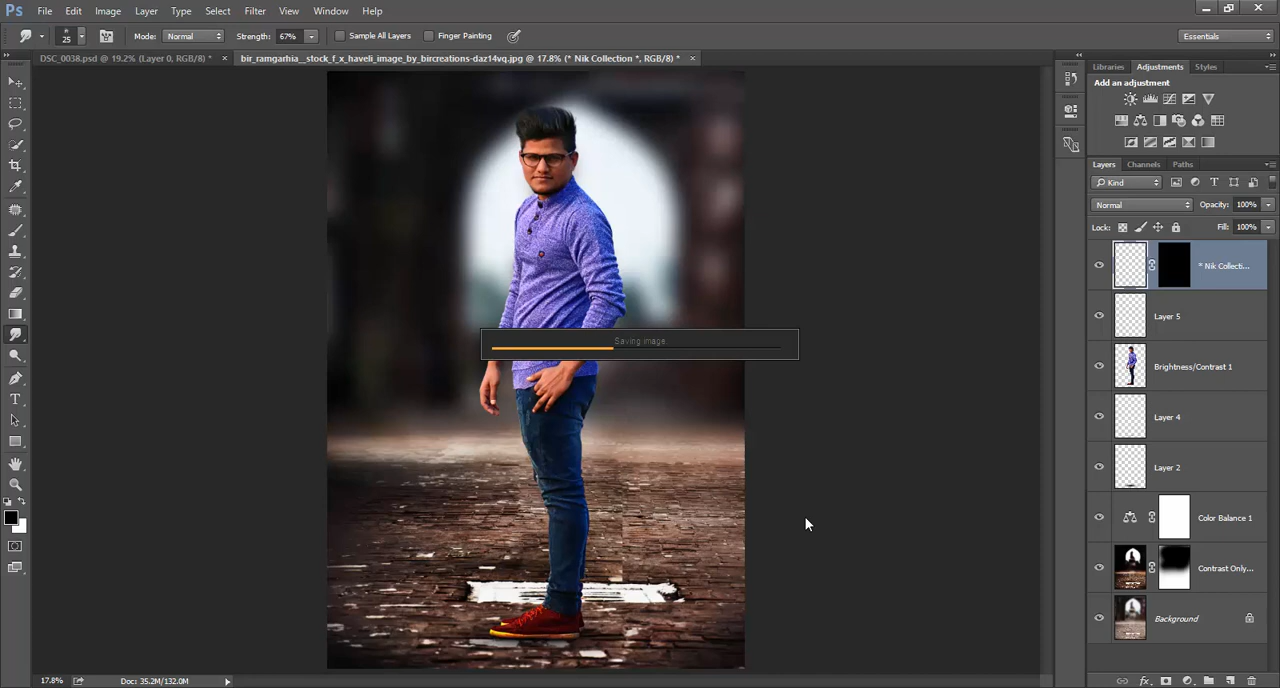 Ps File Edit Image Layer Type Select Filter View Window Help
25 Mode: Normal Strength: 67% Sample All Layers Finger Painting Essentials
DSC_0038.psd @ 19.2% (Layer 0, RGB/8) * × bir_ramgarhia__stock_f_x_haveli_image_by_bircreations-daz14vq.jpg @ 17.8% (* Nik Collection *, RGB/8) * ×
Libraries Adjustments Styles
Add an adjustment
Layers Channels Paths
Kind
Normal Opacity: 100%
Lock: Fill: 100%
* Nik Collecti...
Layer 5
Saving image.
Brightness/Contrast 1
Layer 4
Layer 2
Color Balance 1
Contrast Only...
Background
17.8% Doc: 35.2M/132.0M